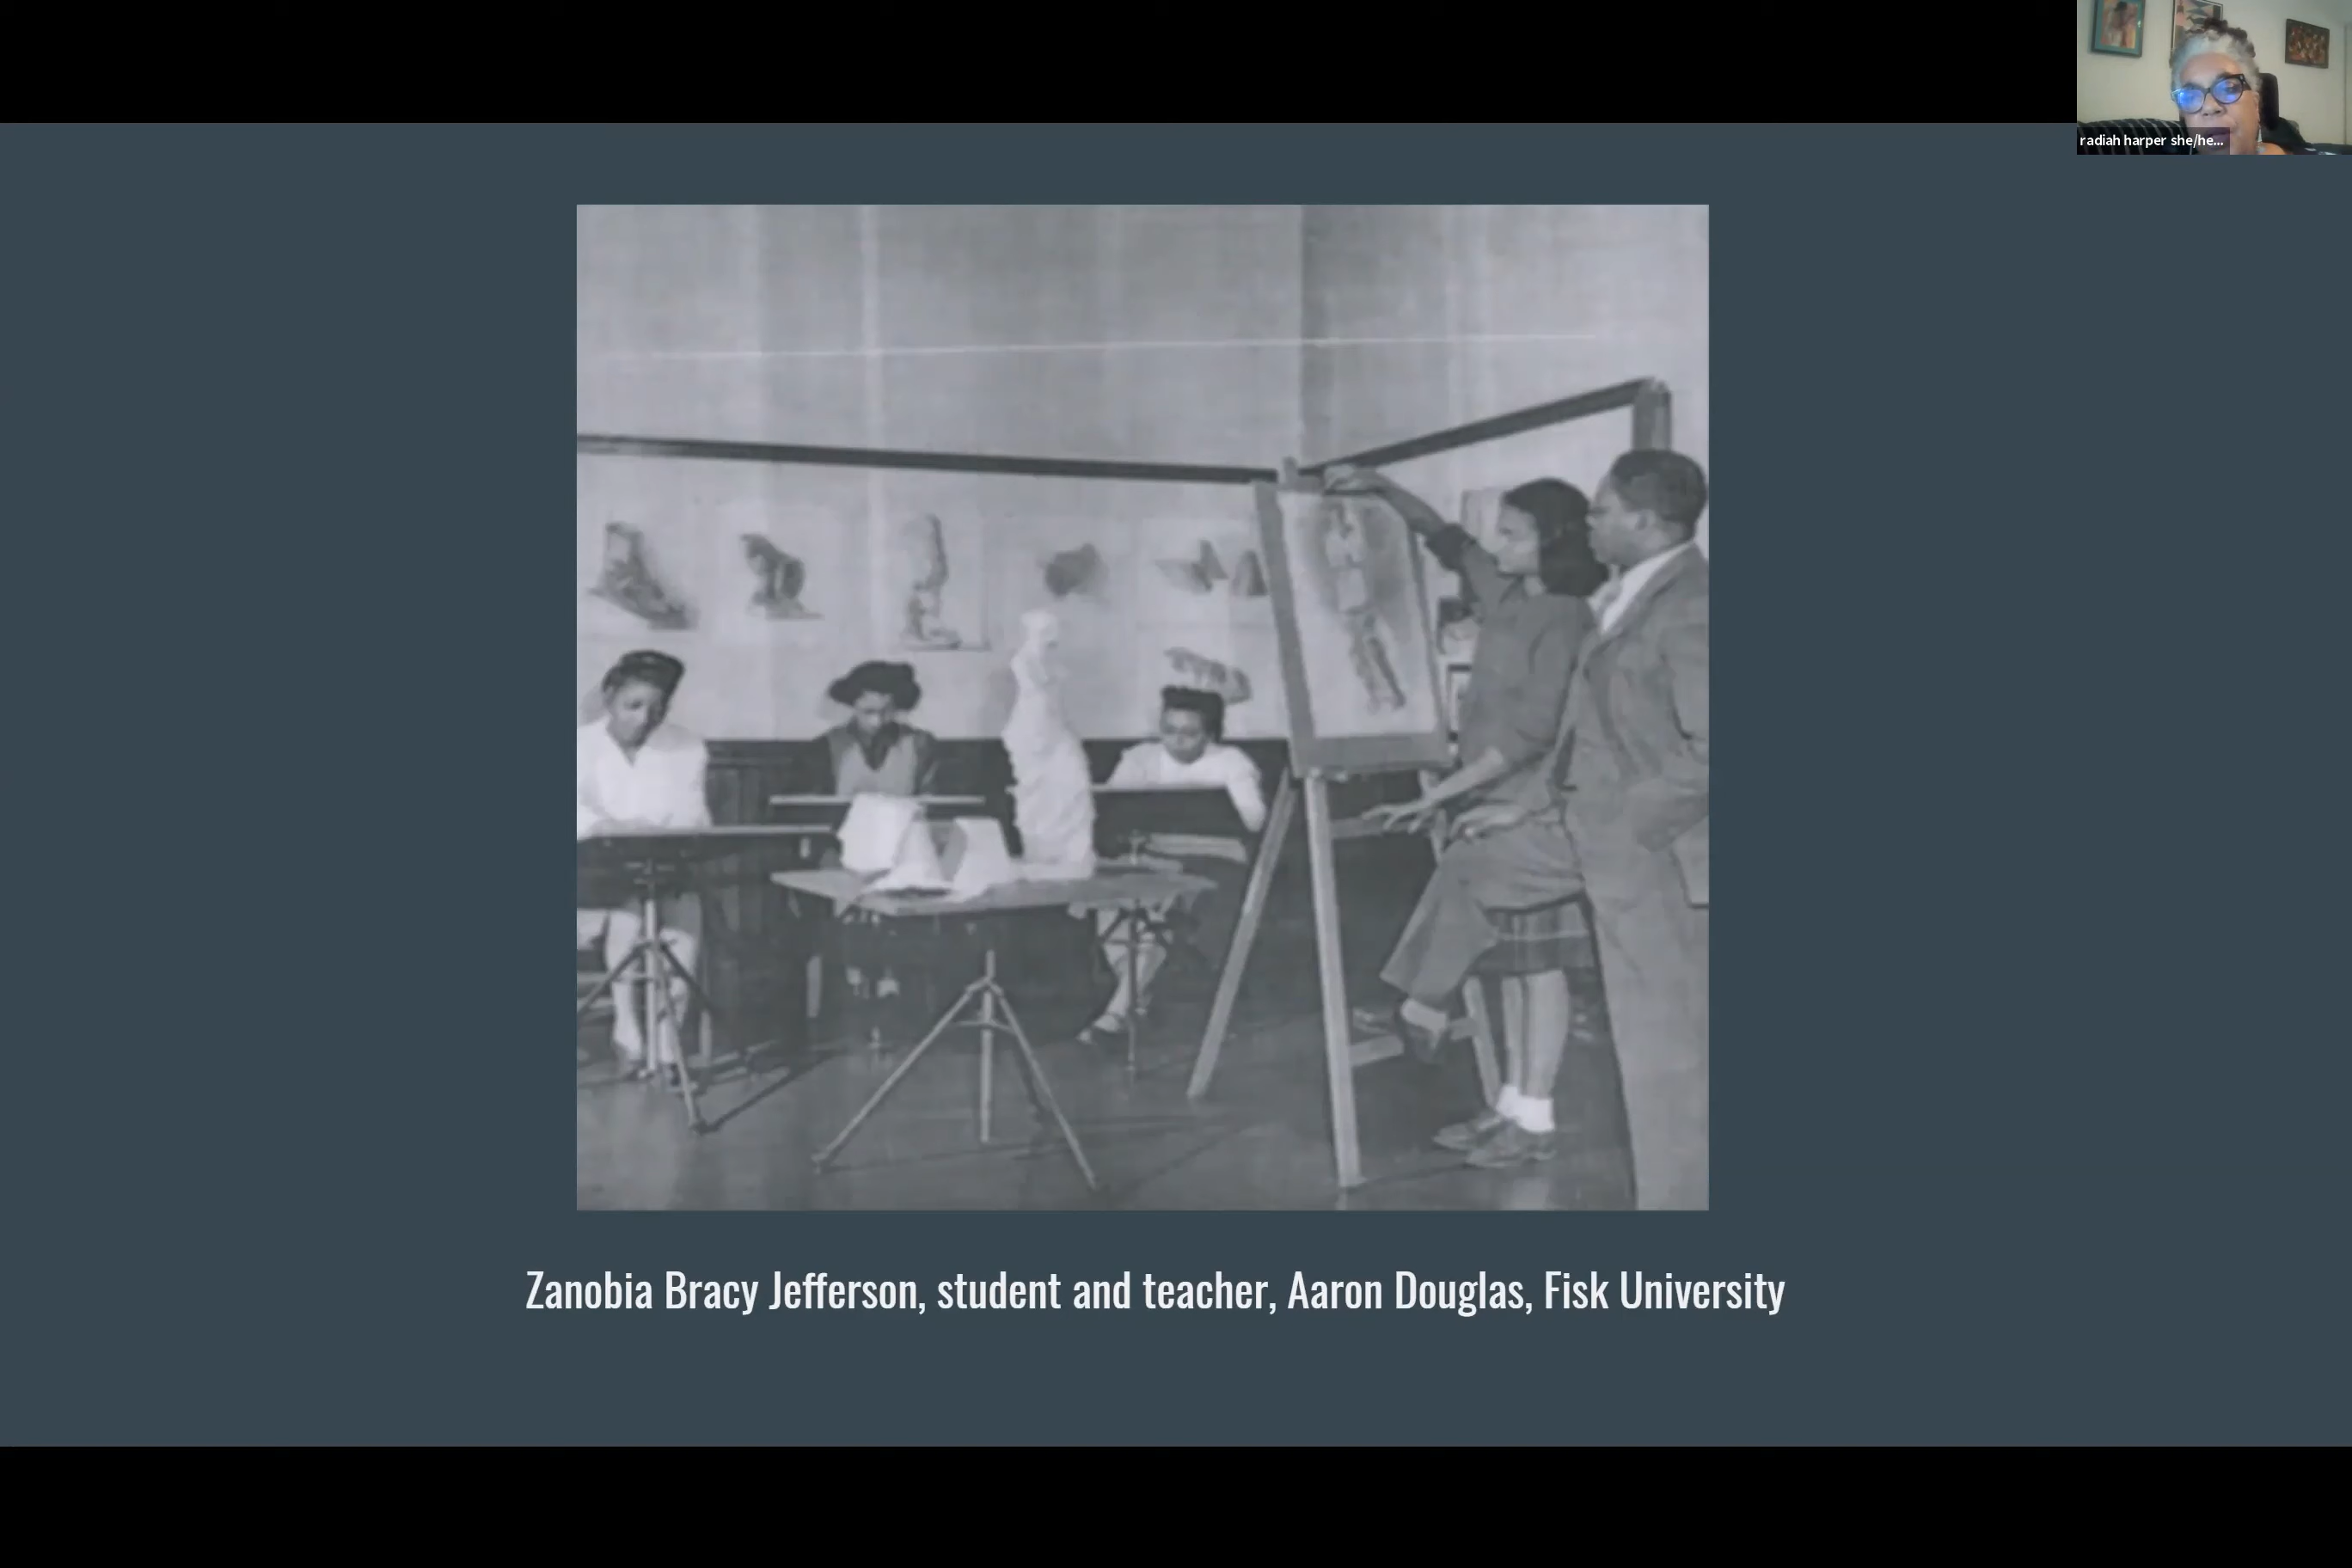 radiah harper she/he...
Zanobia Bracy Jefferson, student and teacher, Aaron Douglas, Fisk University